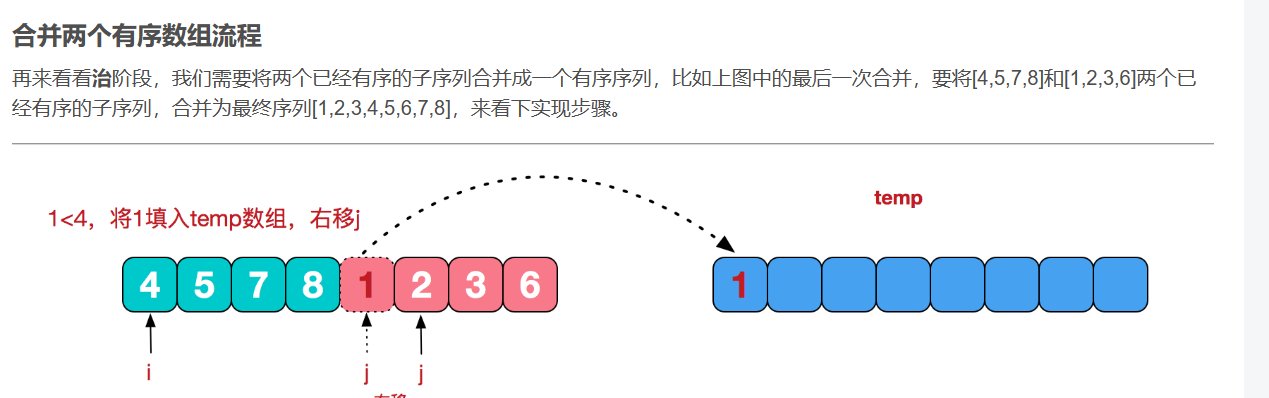 合并两个有序数组流程
再来看看治阶段，我们需要将两个已经有序的子序列合并成一个有序序列，比如上图中的最后一次合并，要将[4,5,7,8]和[1,2,3,6]两个已
经有序的子序列，合并为最终序列[1,2,3,4,5,6,7,8]，来看下实现步骤。
temp
1<4，将1填入temp数组，右移j
4 5 7 8 1 2 3 6 1
i j j